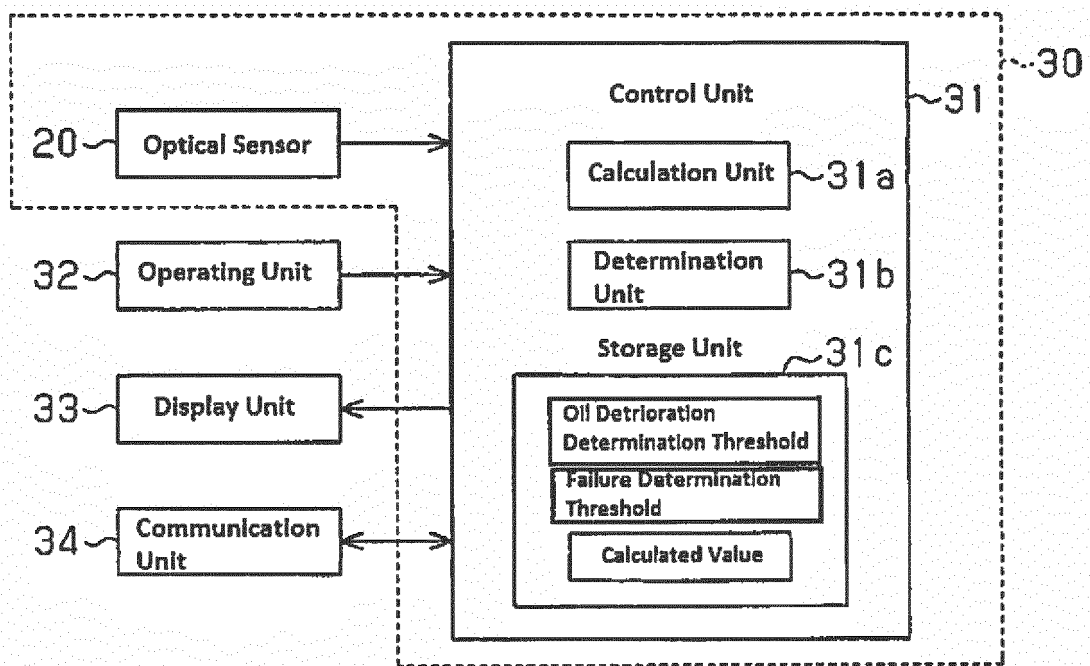 30
Control Unit
31
20
Optical Sensor
Calculation Unit
31a
32
Operating Unit
Determination
Unit
31b
Storage Unit
31c
33
Display Unit
Oil Detrioration
Determination Threshold
Failure Determination
Threshold
34
Communication
Unit
Calculated Value